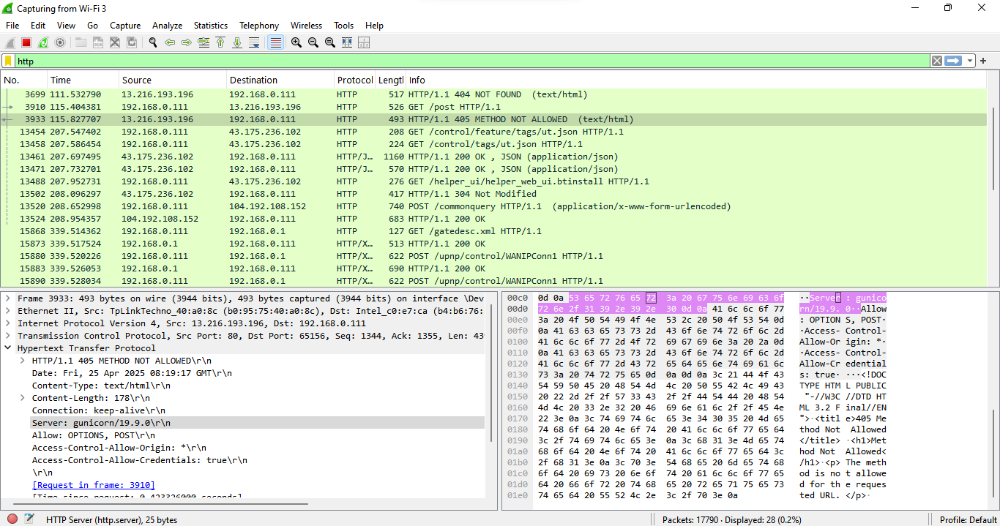 Capturing from Wi-Fi 3
File Edit View Go Capture Analyze Statistics Telephony Wireless Tools Help
http
No. Time Source Destination Protocol Lengtl Info
3699 111.532790 13.216.193.196 192.168.0.111 HTTP 517 HTTP/1.1 404 NOT FOUND (text/html)
3910 115.404381 192.168.0.111 13.216.193.196 HTTP 526 GET /post HTTP/1.1
3933 115.827707 13.216.193.196 192.168.0.111 HTTP 493 HTTP/1.1 405 METHOD NOT ALLOWED (text/html)
13454 207.547402 192.168.0.111 43.175.236.102 HTTP 208 GET /control/feature/tags/ut.json HTTP/1.1
13458 207.586454 192.168.0.111 43.175.236.102 HTTP 224 GET /control/tags/ut.json HTTP/1.1
13461 207.697495 43.175.236.102 192.168.0.111 HTTP/J… 1160 HTTP/1.1 200 OK , JSON (application/json)
13471 207.732701 43.175.236.102 192.168.0.111 HTTP/J… 570 HTTP/1.1 200 OK , JSON (application/json)
13488 207.952731 192.168.0.111 43.175.236.102 HTTP 276 GET /helper_ui/helper_web_ui.btinstall HTTP/1.1
13502 208.096297 43.175.236.102 192.168.0.111 HTTP 417 HTTP/1.1 304 Not Modified
13520 208.652998 192.168.0.111 104.192.108.152 HTTP 740 POST /commonquery HTTP/1.1 (application/x-www-form-urlencoded)
13524 208.954357 104.192.108.152 192.168.0.111 HTTP 683 HTTP/1.1 200 OK
15868 339.514362 192.168.0.111 192.168.0.1 HTTP 127 GET /gatedesc.xml HTTP/1.1
15873 339.517524 192.168.0.1 192.168.0.111 HTTP/X… 513 HTTP/1.1 200 OK
15880 339.520226 192.168.0.111 192.168.0.1 HTTP/X… 622 POST /upnp/control/WANIPConn1 HTTP/1.1
15883 339.526053 192.168.0.1 192.168.0.111 HTTP/X… 690 HTTP/1.1 200 OK
15890 339.528034 192.168.0.111 192.168.0.1 HTTP/X… 622 POST /upnp/control/WANIPConn1 HTTP/1.1
Frame 3933: 493 bytes on wire (3944 bits), 493 bytes captured (3944 bits) on interface \Dev
Ethernet II, Src: TpLinkTechno_40:a0:8c (b0:95:75:40:a0:8c), Dst: Intel_c0:e7:ca (b4:b6:76:
Internet Protocol Version 4, Src: 13.216.193.196, Dst: 192.168.0.111
Transmission Control Protocol, Src Port: 80, Dst Port: 65156, Seq: 1344, Ack: 1355, Len: 43
Hypertext Transfer Protocol
HTTP/1.1 405 METHOD NOT ALLOWED\r\n
Date: Fri, 25 Apr 2025 08:19:17 GMT\r\n
Content-Type: text/html\r\n
Content-Length: 178\r\n
Connection: keep-alive\r\n
Server: gunicorn/19.9.0\r\n
Allow: OPTIONS, POST\r\n
Access-Control-Allow-Origin: *\r\n
Access-Control-Allow-Credentials: true\r\n
\r\n
[Request in frame: 3910]
[Time since request: 0.423326000 seconds]
00c0 0d 0a 53 65 72 76 65 72 3a 20 67 75 6e 69 63 6f ··Server : gunico
00d0 72 6e 2f 31 39 2e 39 2e 30 0d 0a 41 6c 6c 6f 77 rn/19.9. 0··Allow
00e0 3a 20 4f 50 54 49 4f 4e 53 2c 20 50 4f 53 54 0d : OPTION S, POST·
00f0 0a 41 63 63 65 73 73 2d 43 6f 6e 74 72 6f 6c 2d ·Access- Control-
0100 41 6c 6c 6f 77 2d 4f 72 69 67 69 6e 3a 20 2a 0d Allow-Or igin: *·
0110 0a 41 63 63 65 73 73 2d 43 6f 6e 74 72 6f 6c 2d ·Access- Control-
0120 41 6c 6c 6f 77 2d 43 72 65 64 65 6e 74 69 61 6c Allow-Cr edential
0130 73 3a 20 74 72 75 65 0d 0a 0d 0a 3c 21 44 4f 43 s: true· ···<!DOC
0140 54 59 50 45 20 48 54 4d 4c 20 50 55 42 4c 49 43 TYPE HTM L PUBLIC
0150 20 22 2d 2f 2f 57 33 43 2f 2f 44 54 44 20 48 54 "-//W3C //DTD HT
0160 4d 4c 20 33 2e 32 20 46 69 6e 61 6c 2f 2f 45 4e ML 3.2 F inal//EN
0170 22 3e 0a 3c 74 69 74 6c 65 3e 34 30 35 20 4d 65 ">·<titl e>405 Me
0180 74 68 6f 64 20 4e 6f 74 20 41 6c 6c 6f 77 65 64 thod Not Allowed
0190 3c 2f 74 69 74 6c 65 3e 0a 3c 68 31 3e 4d 65 74 </title> ·<h1>Met
01a0 68 6f 64 20 4e 6f 74 20 41 6c 6c 6f 77 65 64 3c hod Not Allowed<
01b0 2f 68 31 3e 0a 3c 70 3e 54 68 65 20 6d 65 74 68 /h1>·<p> The meth
01c0 6f 64 20 69 73 20 6e 6f 74 20 61 6c 6c 6f 77 65 od is no t allowe
01d0 64 20 66 6f 72 20 74 68 65 20 72 65 71 75 65 73 d for th e reques
01e0 74 65 64 20 55 52 4c 2e 3c 2f 70 3e 0a ted URL. </p>·
HTTP Server (http.server), 25 bytes Packets: 17790 · Displayed: 28 (0.2%) Profile: Default